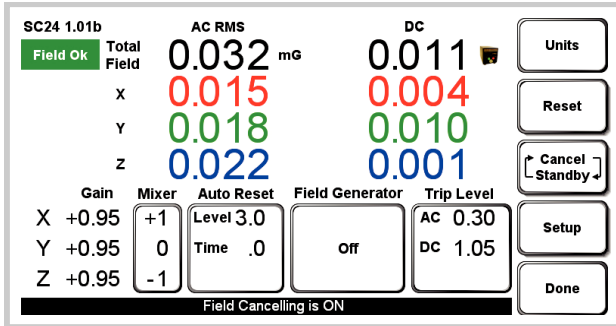 SC24 1.01b AC RMS DC
Field Ok Total Field 0.032 mG 0.011
X 0.015 0.004
Y 0.018 0.010
Z 0.022 0.001
Gain Mixer Auto Reset Field Generator Trip Level
X +0.95 +1 Level 3.0 AC 0.30
Y +0.95 0 Time .0 Off DC 1.05
Z +0.95 -1
Field Cancelling is ON
Units
Reset
Cancel
Standby
Setup
Done